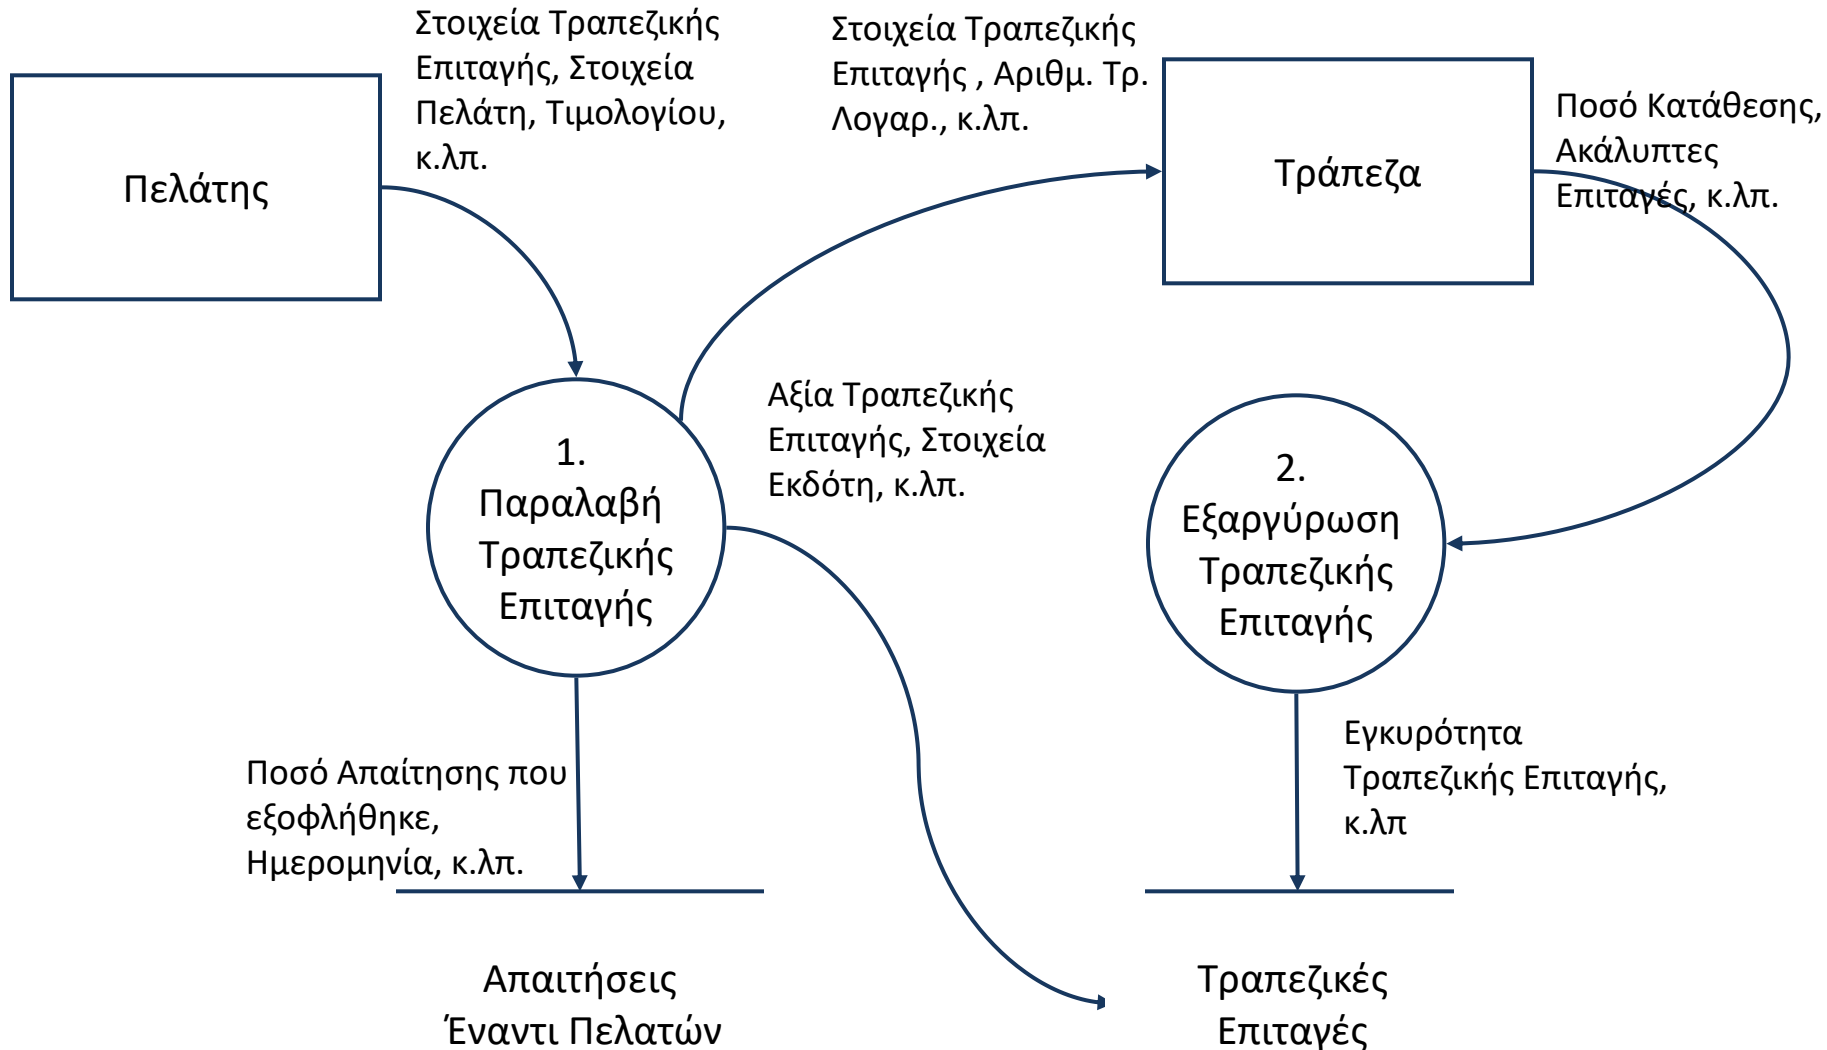 Στοιχεία Τραπεζικής
Επιταγής, Στοιχεία
Πελάτη, Τιμολογίου,
κ.λπ.
Στοιχεία Τραπεζικής
Επιταγής , Αριθμ. Τρ.
Λογαρ., κ.λπ.
Πελάτης
Τράπεζα
Ποσό Κατάθεσης,
Ακάλυπτες
Επιταγές, κ.λπ.
Αξία Τραπεζικής
Επιταγής, Στοιχεία
Εκδότη, κ.λπ.
1.
Παραλαβή
Τραπεζικής
Επιταγής
2.
Εξαργύρωση
Τραπεζικής
Επιταγής
Ποσό Απαίτησης που
εξοφλήθηκε,
Ημερομηνία, κ.λπ.
Εγκυρότητα
Τραπεζικής Επιταγής,
κ.λπ
Απαιτήσεις
Έναντι Πελατών
Τραπεζικές
Επιταγές